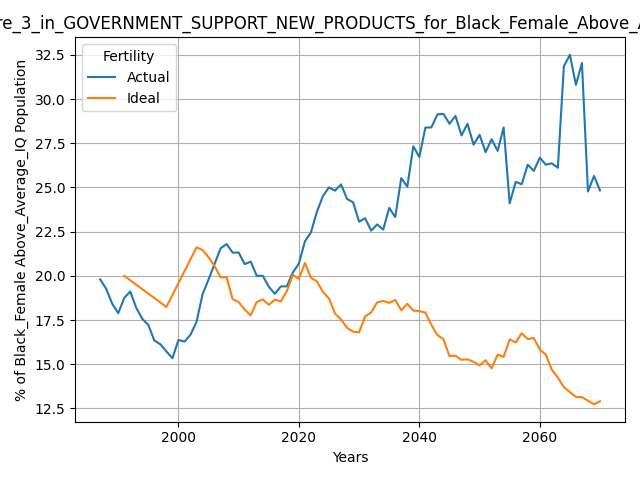 re_3_in_GOVERNMENT_SUPPORT_NEW_PRODUCTS_for_Black_Female_Above_A
Fertility
Actual
Ideal
% of Black_Female Above_Average_IQ Population
32.5
30.0
27.5
25.0
22.5
20.0
17.5
15.0
12.5
2000
2020
2040
2060
Years